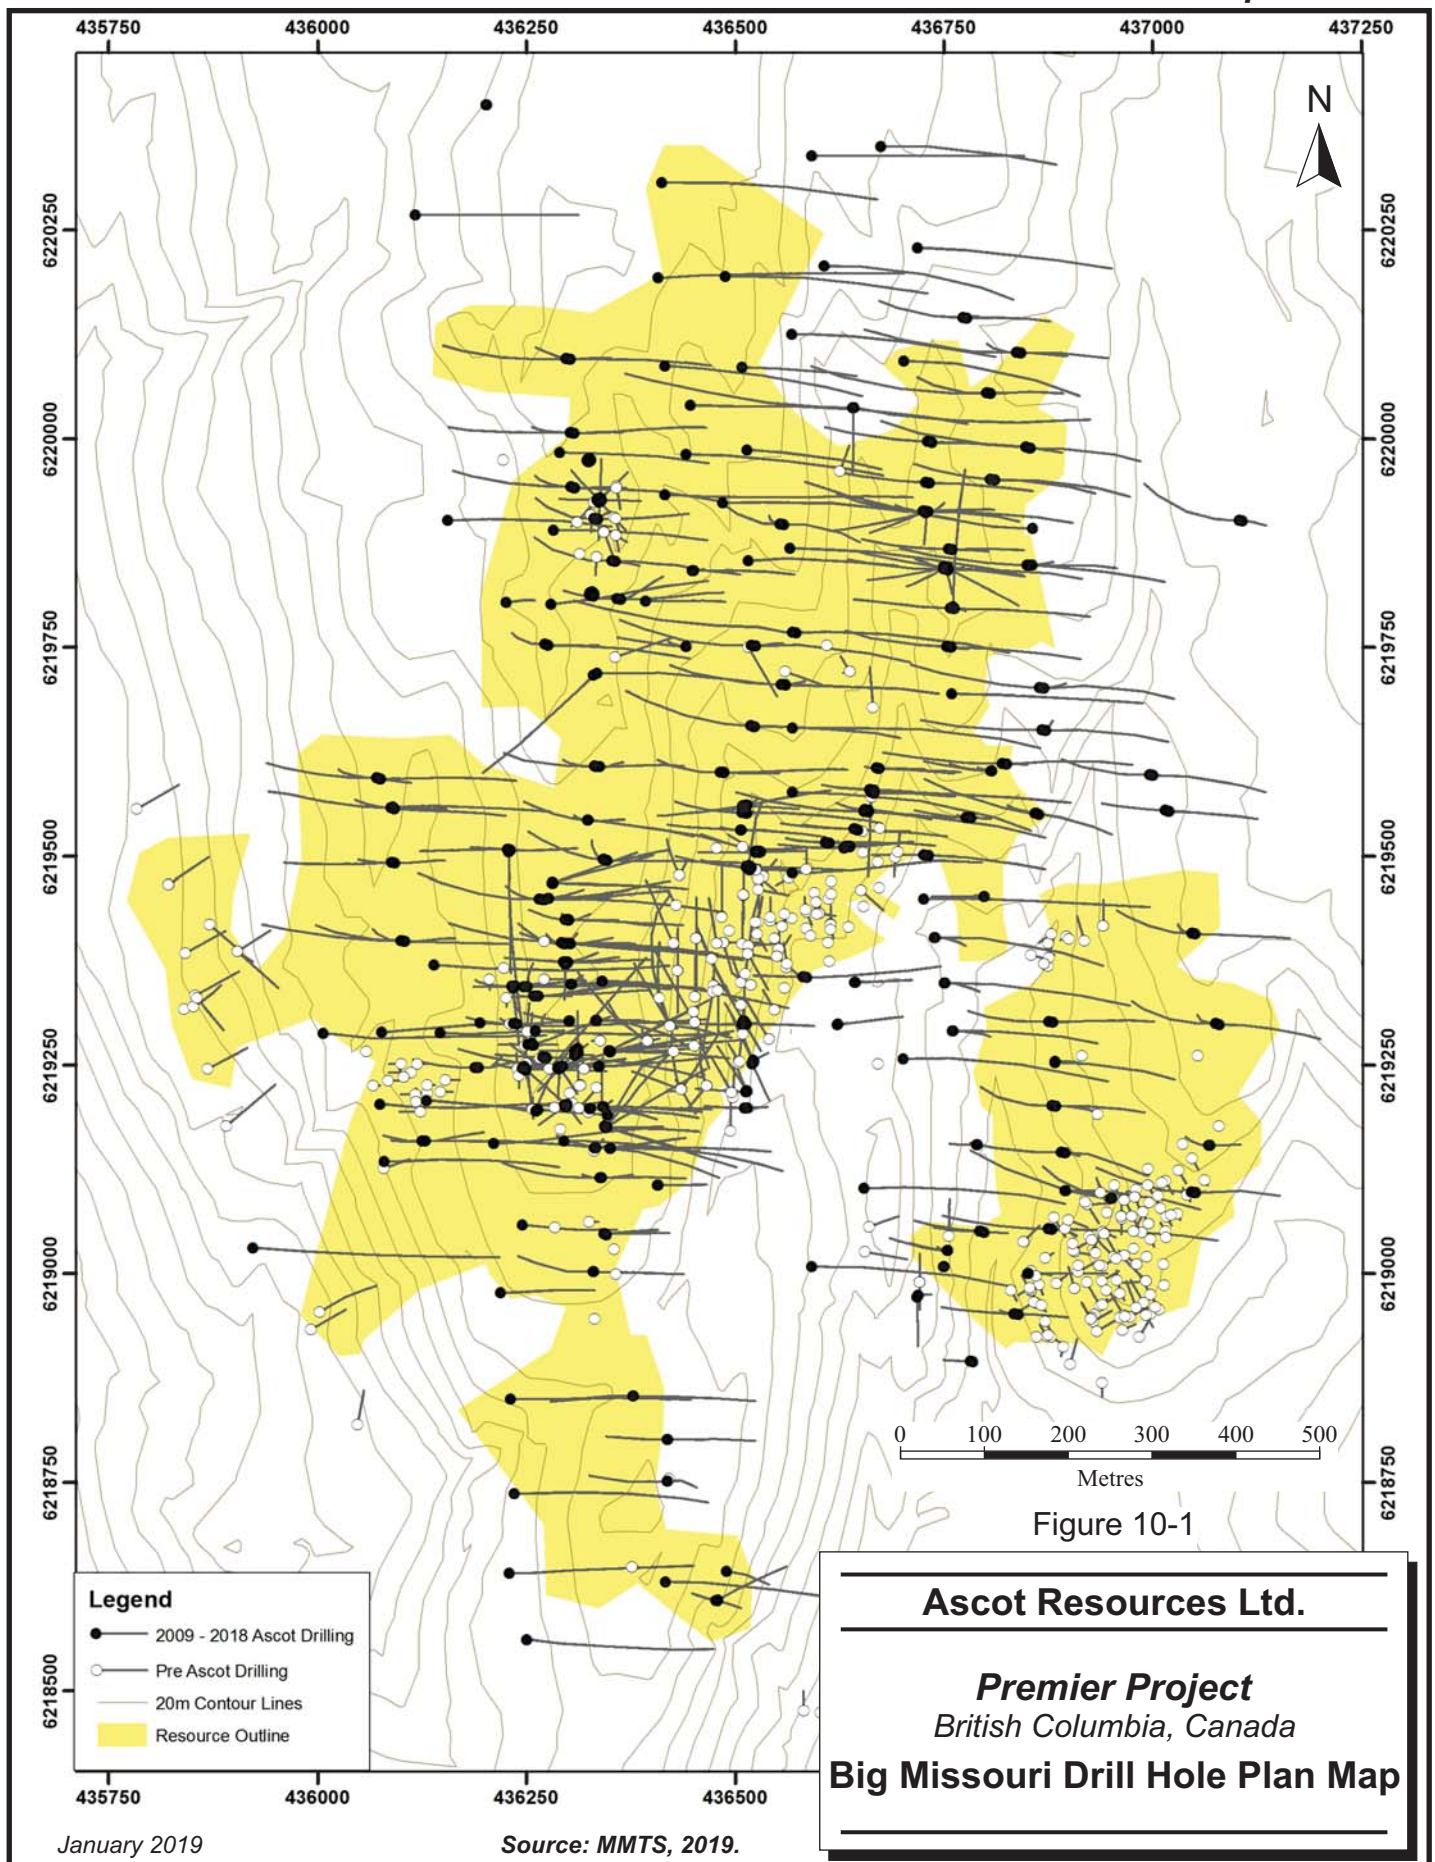 435750 436000 436250 436500 436750 437000 437250
N
6220250 6220250
6220000 6220000
6219750 6219750
6219500 6219500
6219250 6219250
6219000 6219000
0 100 200 300 400 500
Metres
6218750 6218750
Figure 10-1
Legend
2009 - 2018 Ascot Drilling
Pre Ascot Drilling
20m Contour Lines
Resource Outline
6218500
Ascot Resources Ltd.
Premier Project
British Columbia, Canada
Big Missouri Drill Hole Plan Map
435750 436000 436250 436500
January 2019
Source: MMTS, 2019.